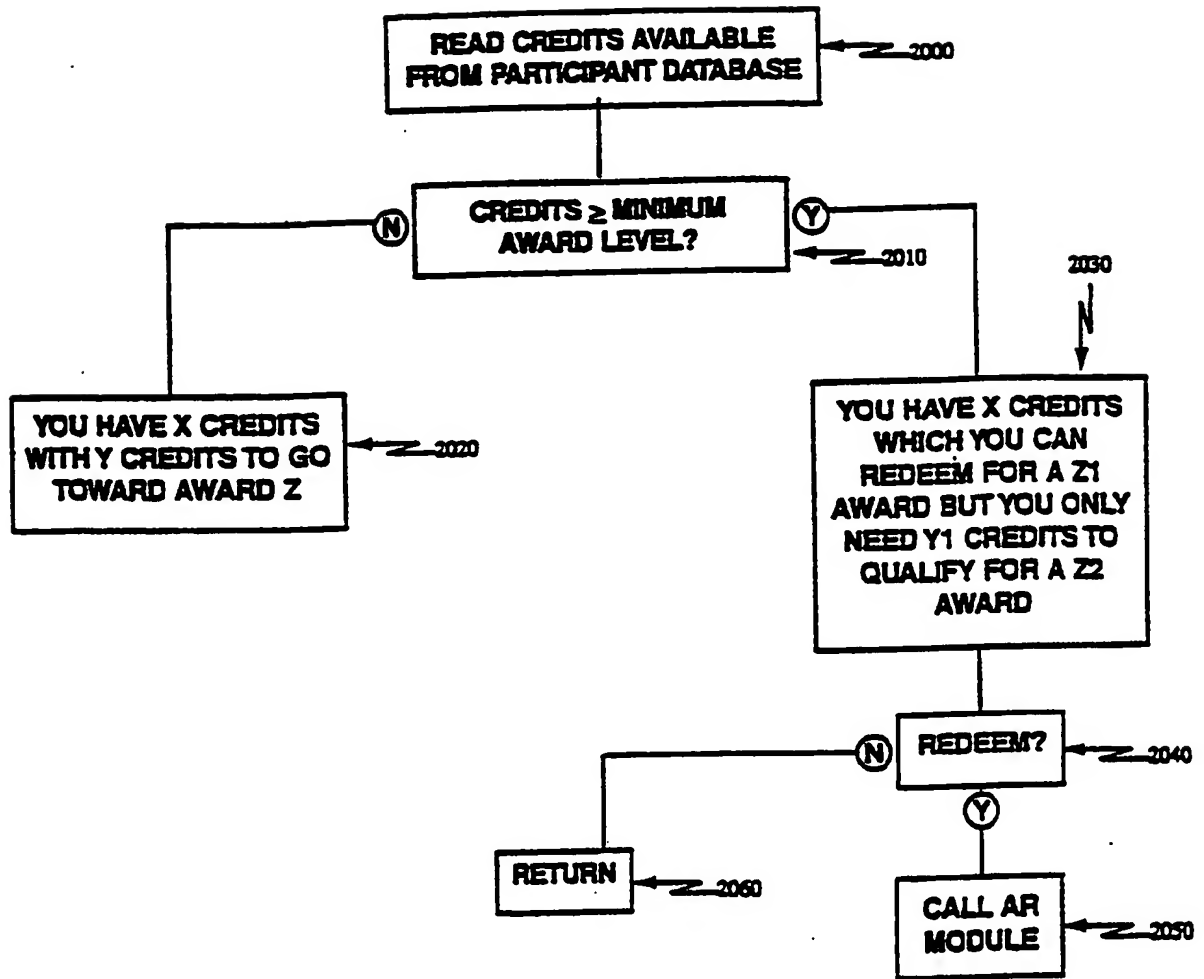 READ CREDITS AVAILABLE
FROM PARTICIPANT DATABASE
2000
CREDITS ≥ MINIMUM
AWARD LEVEL?
N
Y
2010
2030
YOU HAVE X CREDITS
WITH Y CREDITS TO GO
TOWARD AWARD Z
2020
YOU HAVE X CREDITS
WHICH YOU CAN
REDEEM FOR A Z1
AWARD BUT YOU ONLY
NEED Y1 CREDITS TO
QUALIFY FOR A Z2
AWARD
N
REDEEM?
2040
Y
RETURN
2060
CALL AR
MODULE
2050